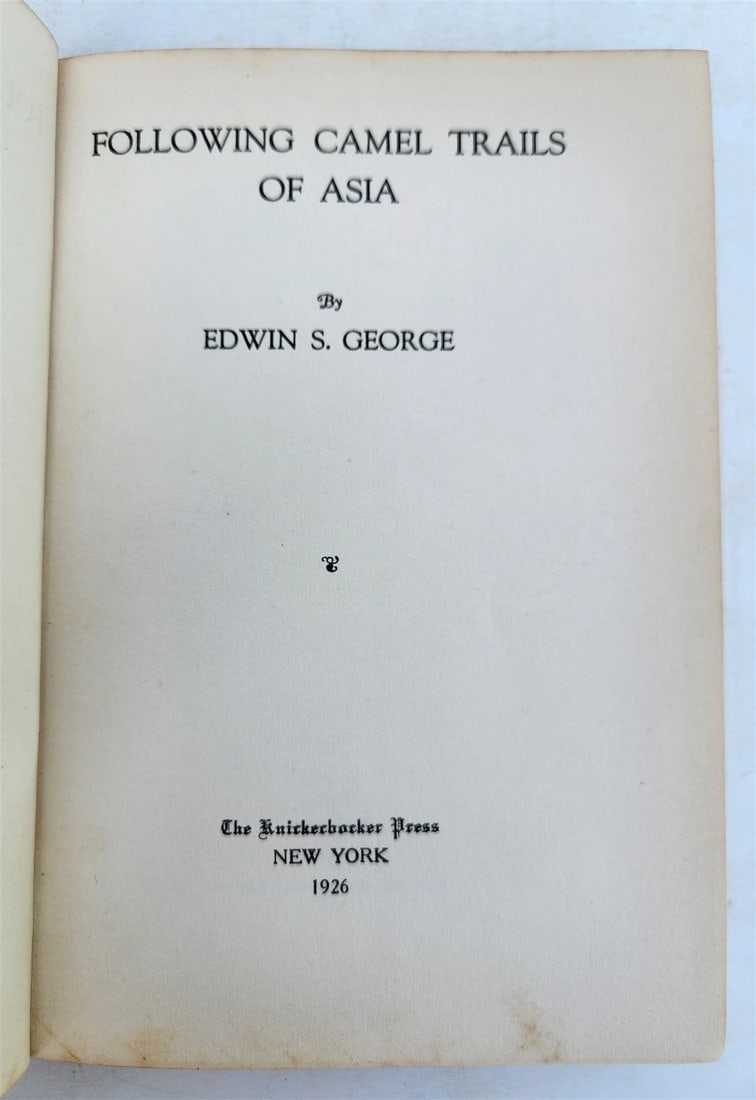 FOLLOWING CAMEL TRAILS
OF ASIA
By
EDWIN S. GEORGE
The Knickerbocker Press
NEW YORK
1926